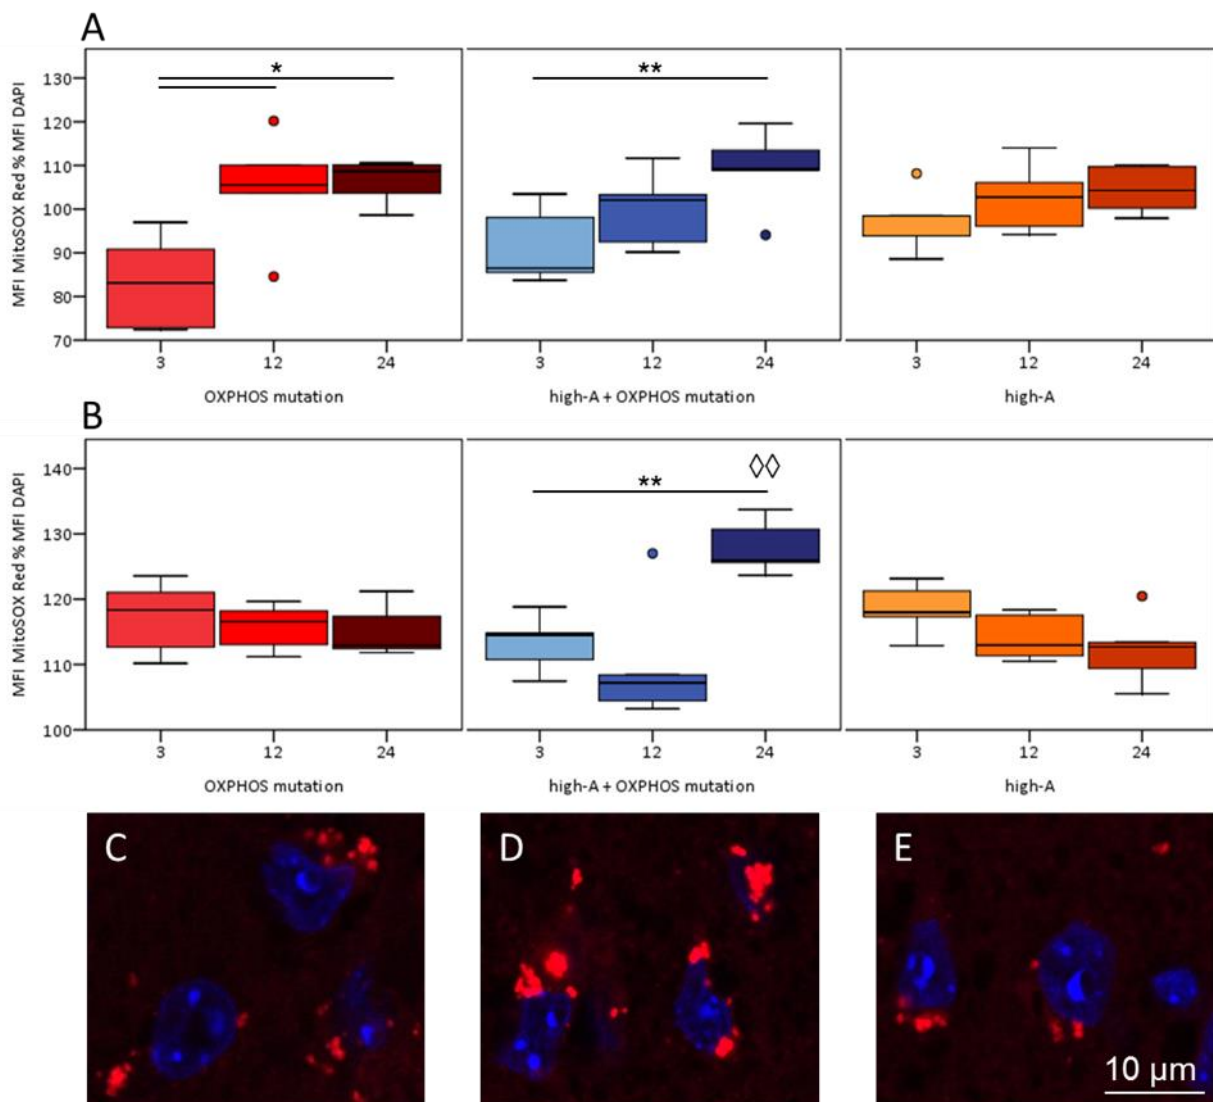 A
MFI MitoSOX Red % MFI DAPI
130
120
110
100
90
80
70
*
**
3 12 24 3 12 24 3 12 24
OXPHOS mutation high-A + OXPHOS mutation high-A
B
MFI MitoSOX Red % MFI DAPI
140
130
120
110
100
**
◊◊
3 12 24 3 12 24 3 12 24
OXPHOS mutation high-A + OXPHOS mutation high-A
C D E
10 µm